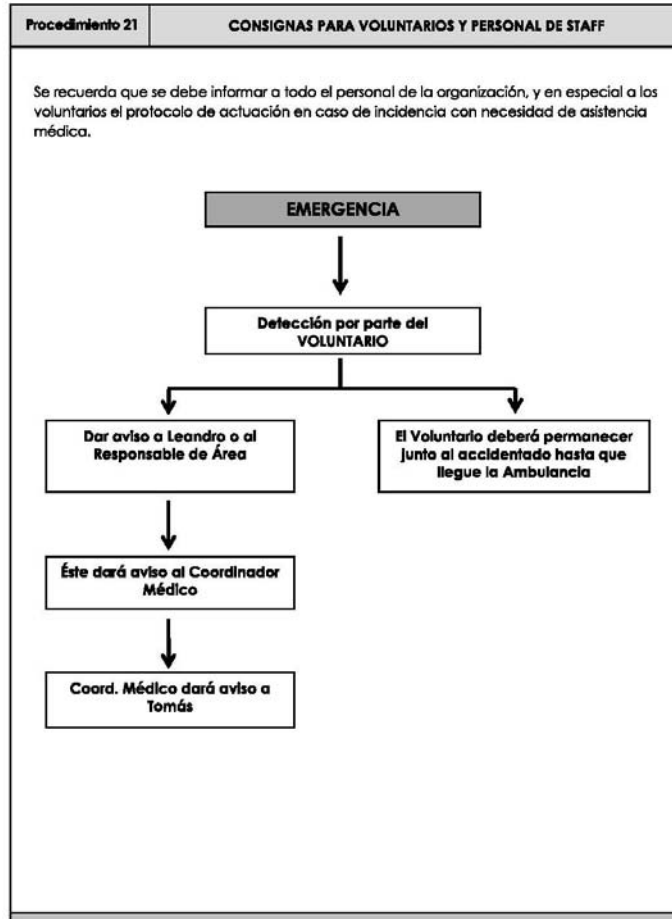 Procedimiento 21
CONSIGNAS PARA VOLUNTARIOS Y PERSONAL DE STAFF
Se recuerda que se debe informar a todo el personal de la organización, y en especial a los
voluntarios el protocolo de actuación en caso de incidencia con necesidad de asistencia
médica.
EMERGENCIA
Detección por parte del
VOLUNTARIO
Dar aviso a Leandro o al
Responsable de Área
El Voluntario deberá permanecer
junto al accidentado hasta que
llegue la Ambulancia
Éste dará aviso al Coordinador
Médico
Coord. Médico dará aviso a
Tomás